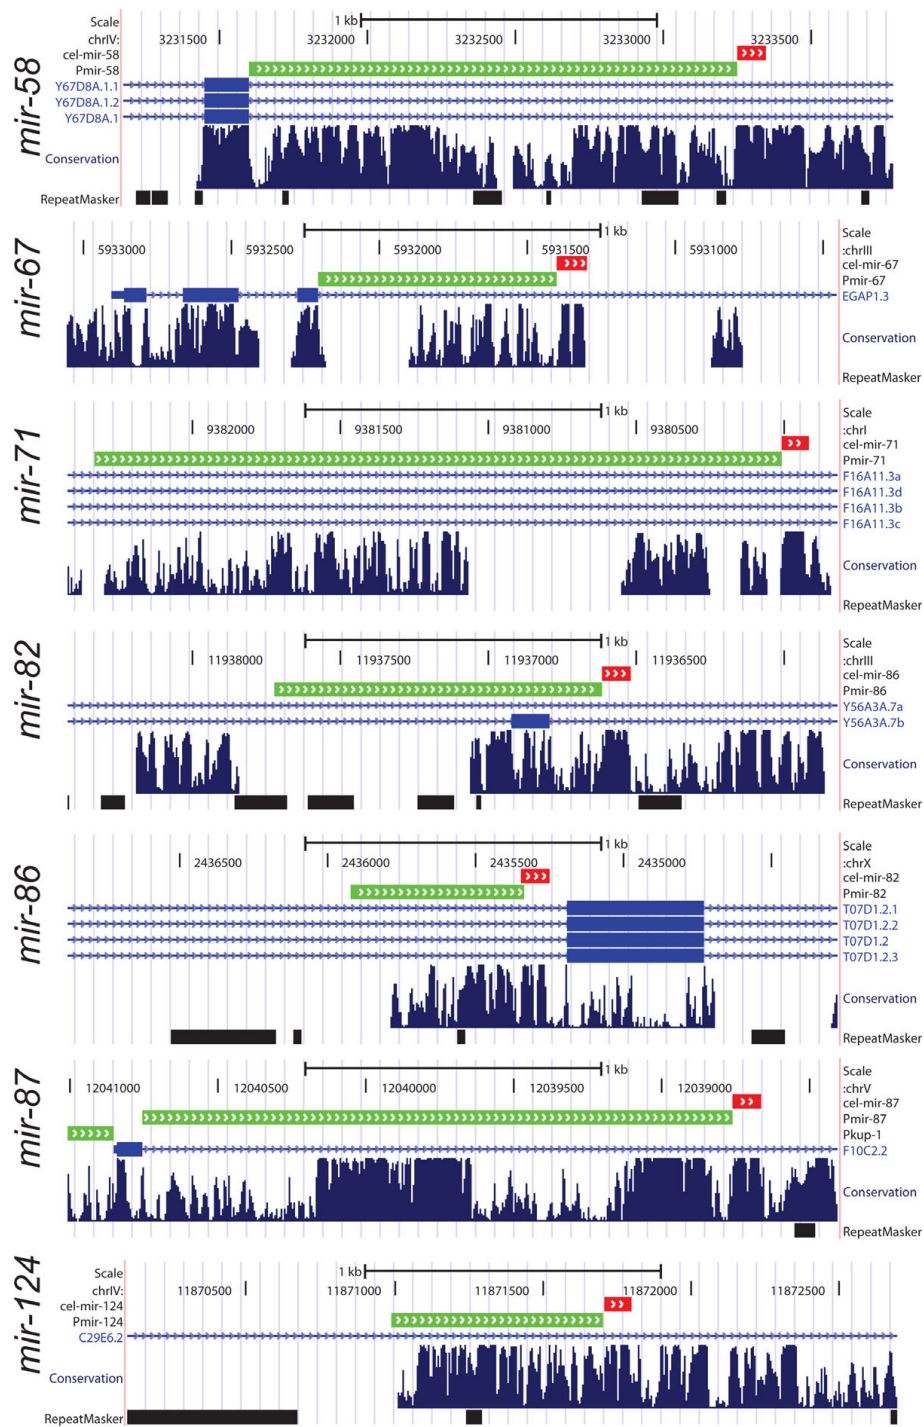 mir-58
Scale 1 kb
chrIV: 3231500 3232000 3232500 3233000 3233500
cel-mir-58
Pmir-58
Y67D8A.1.1
Y67D8A.1.2
Y67D8A.1
Conservation
RepeatMasker
mir-67
1 kb Scale
5933000 5932500 5932000 5931500 5931000 :chrIII
cel-mir-67
Pmir-67
EGAP1.3
Conservation
RepeatMasker
mir-71
1 kb Scale
9382000 9381500 9381000 9380500 :chrI
cel-mir-71
Pmir-71
F16A11.3a
F16A11.3d
F16A11.3b
F16A11.3c
Conservation
RepeatMasker
mir-82
1 kb Scale
11938000 11937500 11937000 11936500 :chrIII
cel-mir-86
Pmir-86
Y56A3A.7a
Y56A3A.7b
Conservation
RepeatMasker
mir-86
1 kb Scale
2436500 2436000 2435500 2435000 :chrX
cel-mir-82
Pmir-82
T07D1.2.1
T07D1.2.2
T07D1.2
T07D1.2.3
Conservation
RepeatMasker
mir-87
1 kb Scale
12041000 12040500 12040000 12039500 12039000 :chrV
cel-mir-87
Pmir-87
Pkup-1
F10C2.2
Conservation
RepeatMasker
mir-124
Scale 1 kb
chrIV: 11870500 11871000 11871500 11872000 11872500
cel-mir-124
Pmir-124
C29E6.2
Conservation
RepeatMasker